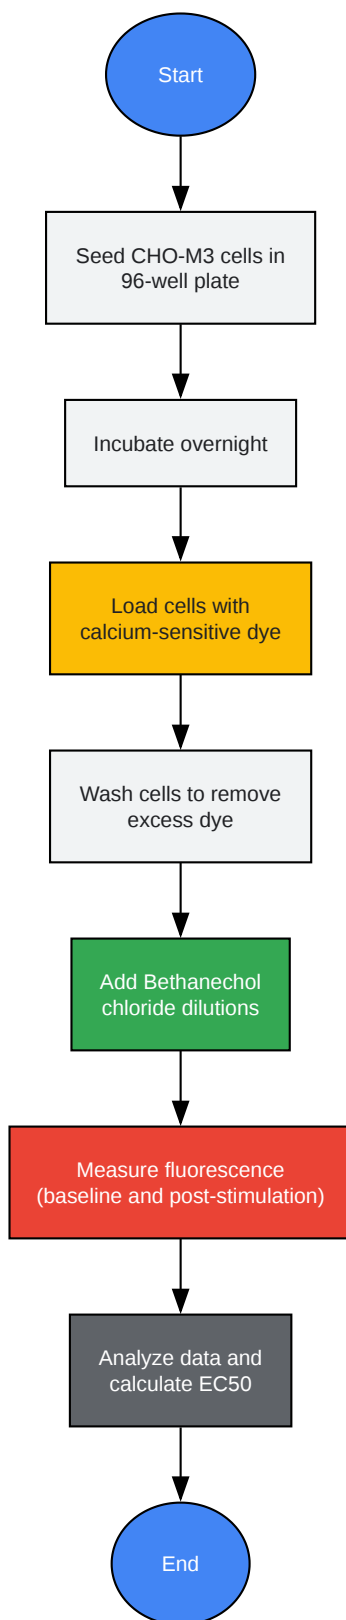 Start
Seed CHO-M3 cells in
96-well plate
Incubate overnight
Load cells with
calcium-sensitive dye
Wash cells to remove
excess dye
Add Bethanechol
chloride dilutions
Measure fluorescence
(baseline and post-stimulation)
Analyze data and
calculate EC50
End